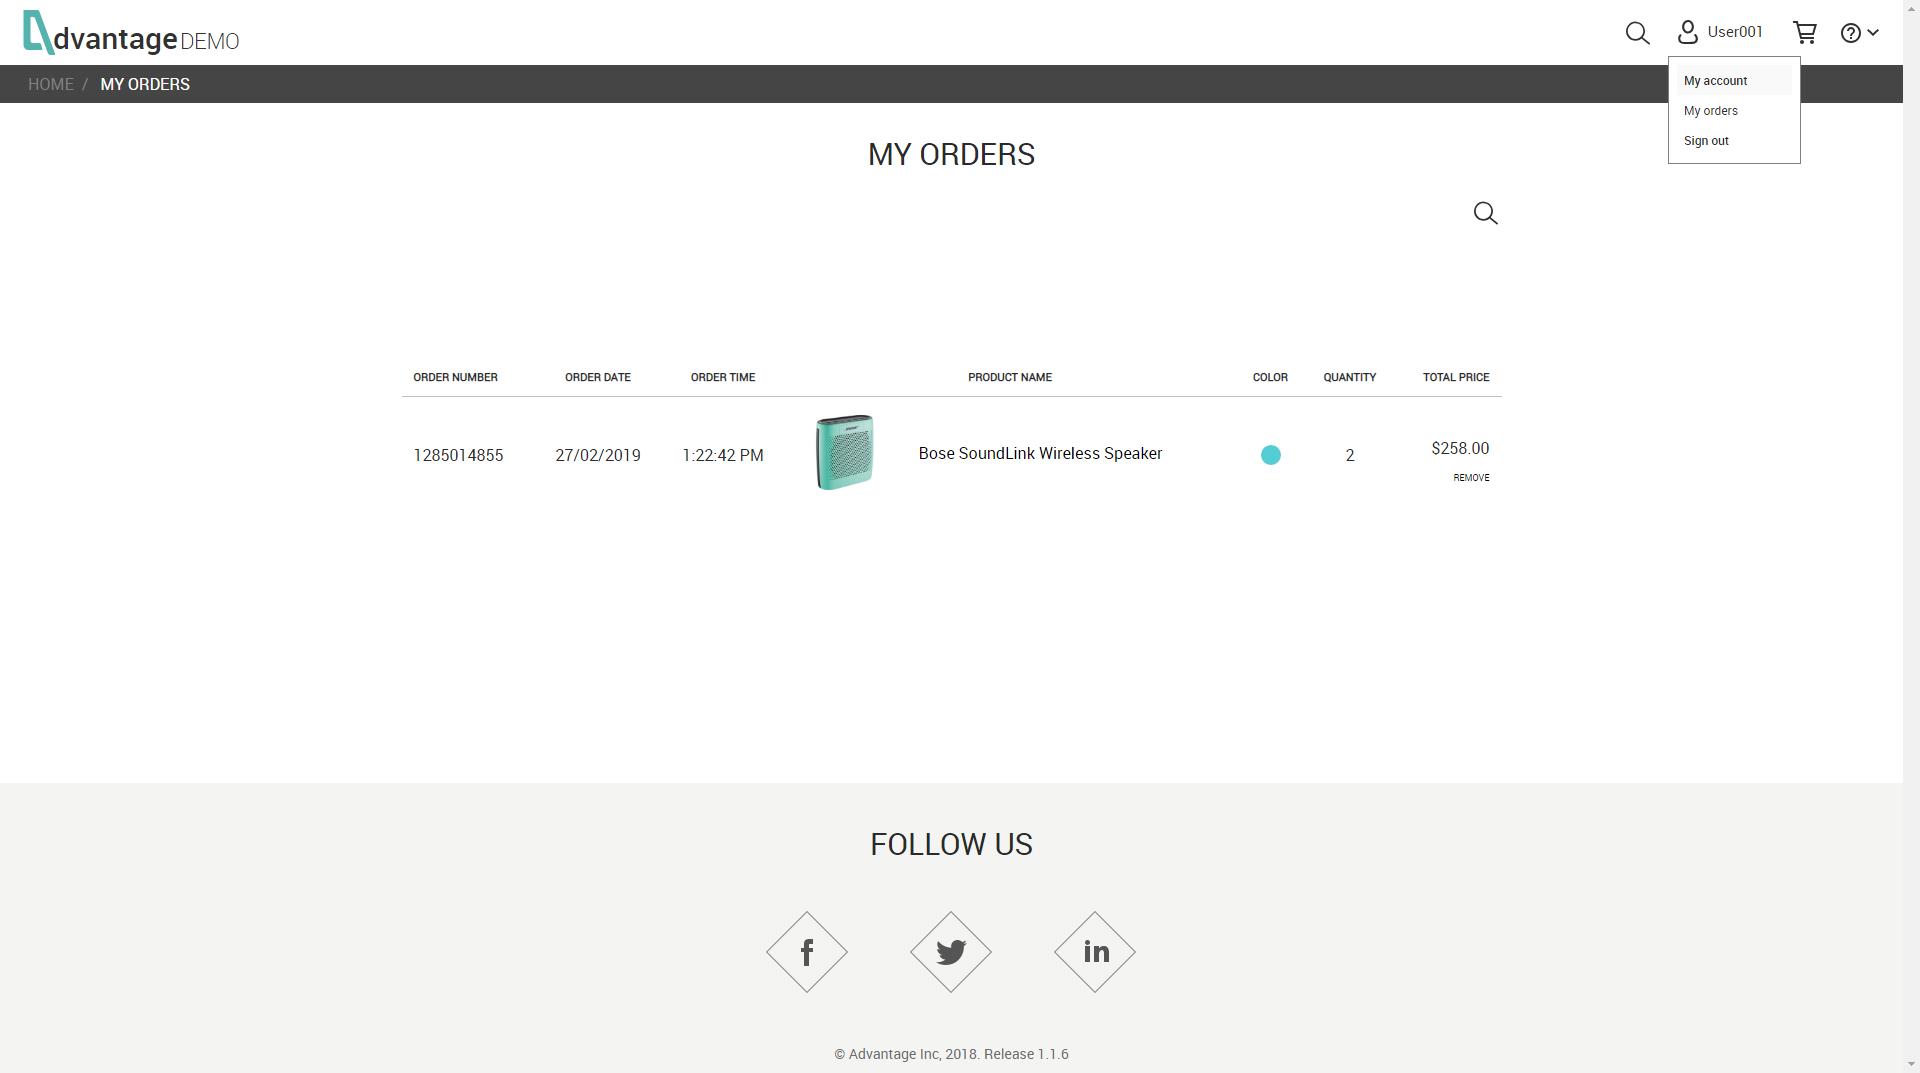 dvantage DEMO
User001
HOME / MY ORDERS
My account
My orders
Sign out
MY ORDERS
ORDER NUMBER ORDER DATE ORDER TIME PRODUCT NAME COLOR QUANTITY TOTAL PRICE
1285014855 27/02/2019 1:22:42 PM Bose SoundLink Wireless Speaker 2 $258.00
REMOVE
FOLLOW US
f
in
© Advantage Inc, 2018. Release 1.1.6